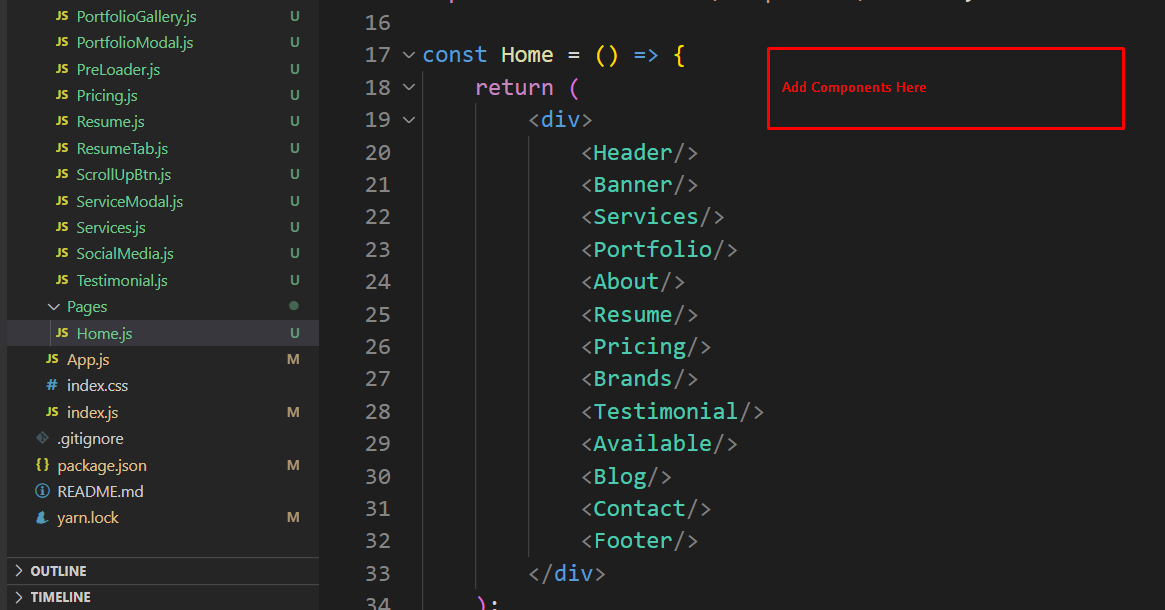 JS PortfolioGallery.js U
JS PortfolioModal.js U
JS PreLoader.js U
JS Pricing.js U
JS Resume.js U
JS ResumeTab.js U
JS ScrollUpBtn.js U
JS ServiceModal.js U
JS Services.js U
JS SocialMedia.js U
JS Testimonial.js U
Pages
JS Home.js U
JS App.js M
# index.css
JS index.js M
.gitignore
{} package.json M
README.md
yarn.lock M
OUTLINE
TIMELINE
16
17 const Home = () => {
18 return (
19 <div>
20 <Header/>
21 <Banner/>
22 <Services/>
23 <Portfolio/>
24 <About/>
25 <Resume/>
26 <Pricing/>
27 <Brands/>
28 <Testimonial/>
29 <Available/>
30 <Blog/>
31 <Contact/>
32 <Footer/>
33 </div>
34 );
Add Components Here